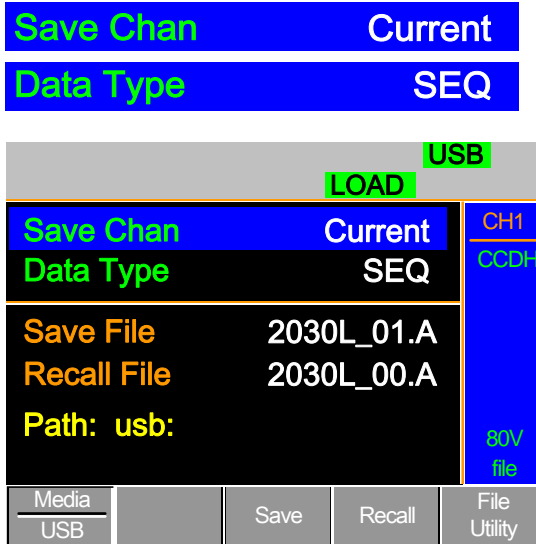 Save Chan Current
Data Type SEQ
USB
LOAD
Save Chan Current
Data Type SEQ
CH1
CCDH
Save File 2030L_01.A
Recall File 2030L_00.A
Path: usb:
80V
file
Media
USB
Save
Recall
File
Utility